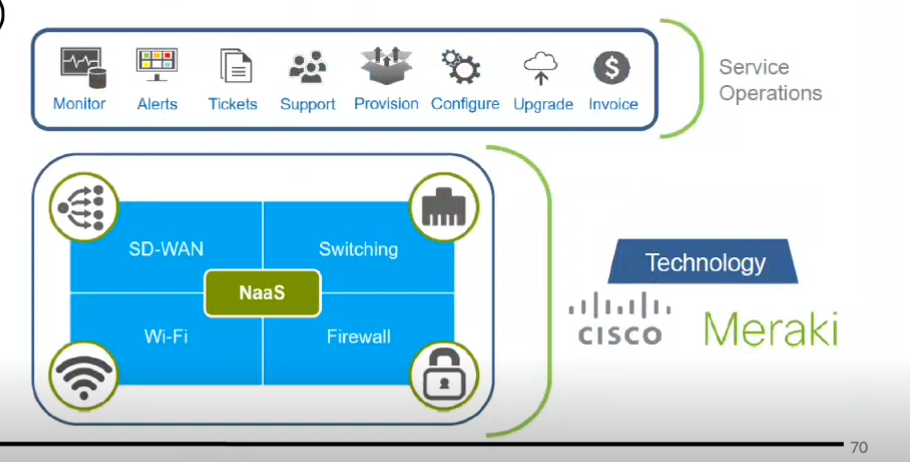 Monitor Alerts Tickets Support Provision Configure Upgrade Invoice
$
Service
Operations
SD-WAN
Switching
NaaS
Wi-Fi
Firewall
Technology
CISCO
Meraki
70